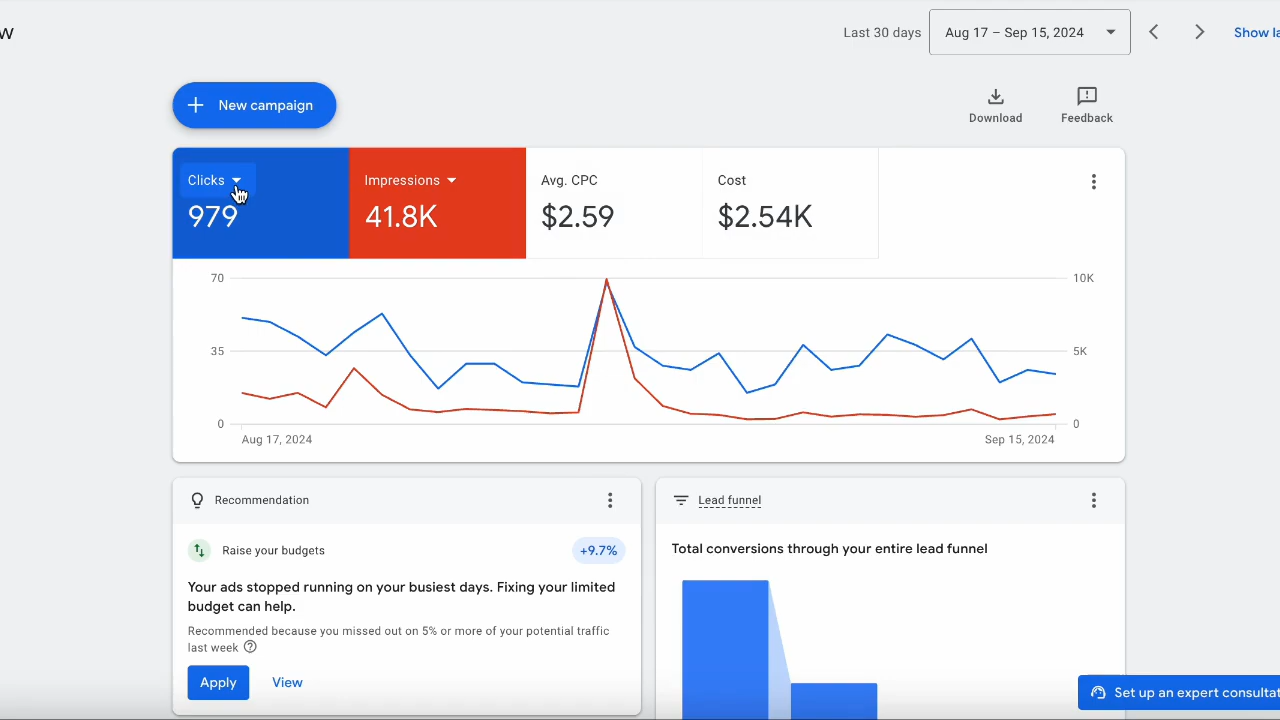 Last 30 days
Aug 17 – Sep 15, 2024
New campaign
Download
Feedback
Clicks
979
Impressions
41.8K
Avg. CPC
$2.59
Cost
$2.54K
70
10K
35
5K
0
0
Aug 17, 2024
Sep 15, 2024
Recommendation
Raise your budgets
+9.7%
Your ads stopped running on your busiest days. Fixing your limited
budget can help.
Recommended because you missed out on 5% or more of your potential traffic
last week
Apply
View
Lead funnel
Total conversions through your entire lead funnel
Show
Set up an expert